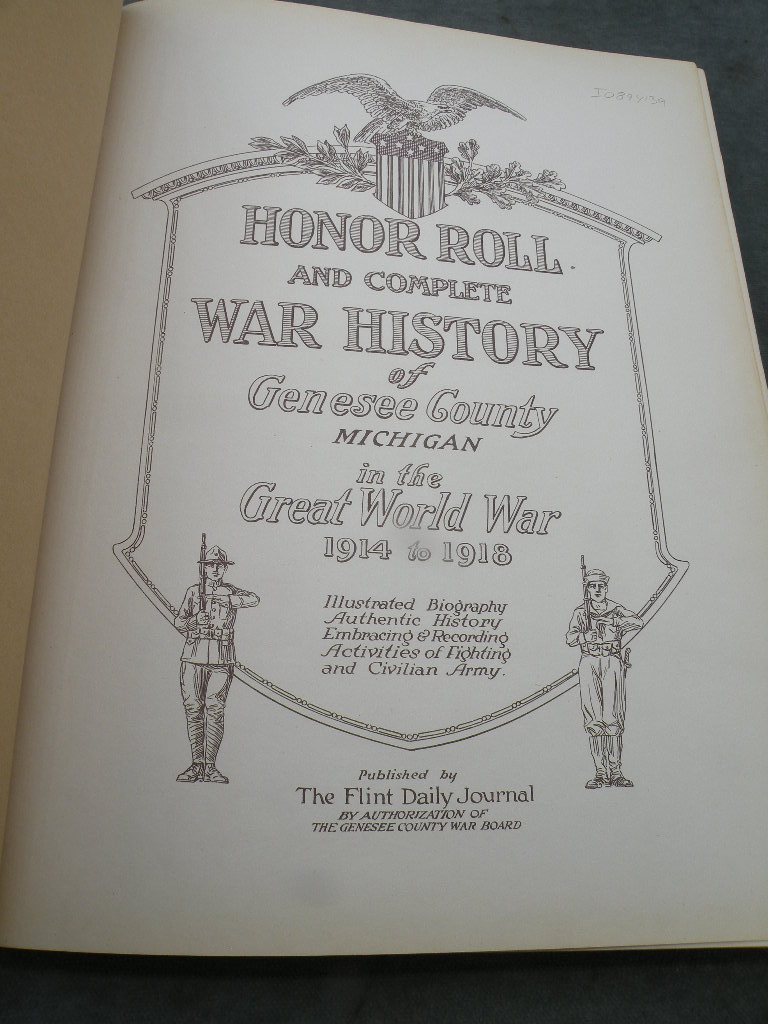 HONOR ROLL
AND COMPLETE
WAR HISTORY
of
Genesee County
MICHIGAN
in the
Great World War
1914 to 1918
Illustrated Biography
Authentic History
Embracing & Recording
Activities of Fighting
and Civilian Army.
Published by
The Flint Daily Journal
BY AUTHORIZATION OF
THE GENESEE COUNTY WAR BOARD